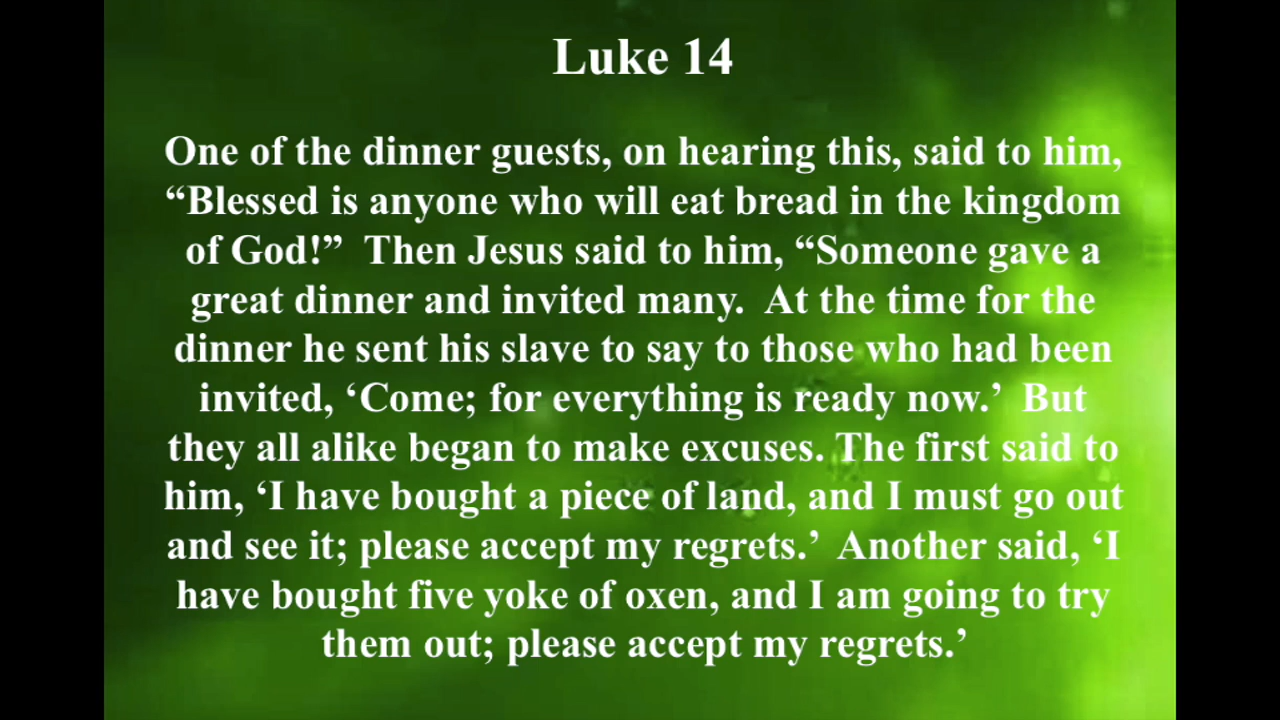 Luke 14
One of the dinner guests, on hearing this, said to him,
“Blessed is anyone who will eat bread in the kingdom
of God!”  Then Jesus said to him, “Someone gave a
great dinner and invited many.  At the time for the
dinner he sent his slave to say to those who had been
invited, ‘Come; for everything is ready now.’  But
they all alike began to make excuses. The first said to
him, ‘I have bought a piece of land, and I must go out
and see it; please accept my regrets.’  Another said, ‘I
have bought five yoke of oxen, and I am going to try
them out; please accept my regrets.’